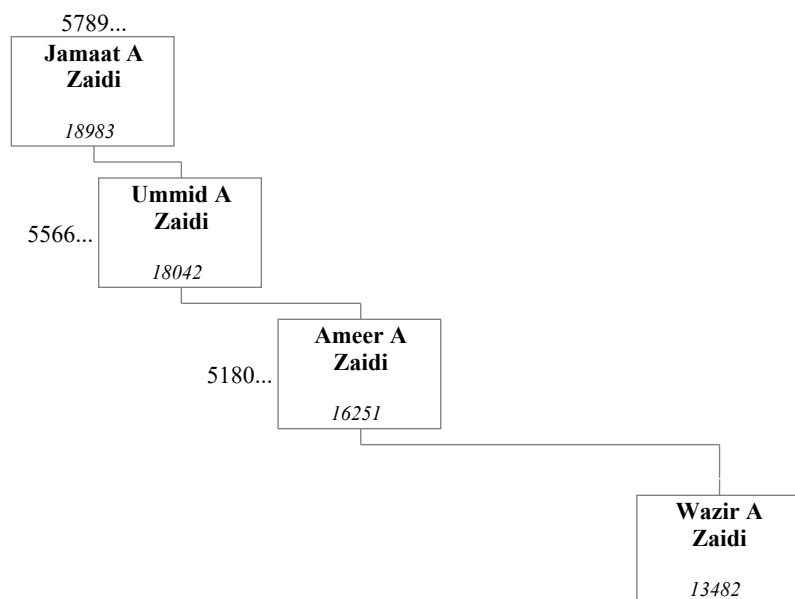 5789...
Jamaat A
Zaidi
18983
Ummid A
Zaidi
5566...
18042
Ameer A
Zaidi
5180...
16251
Wazir A
Zaidi
13482